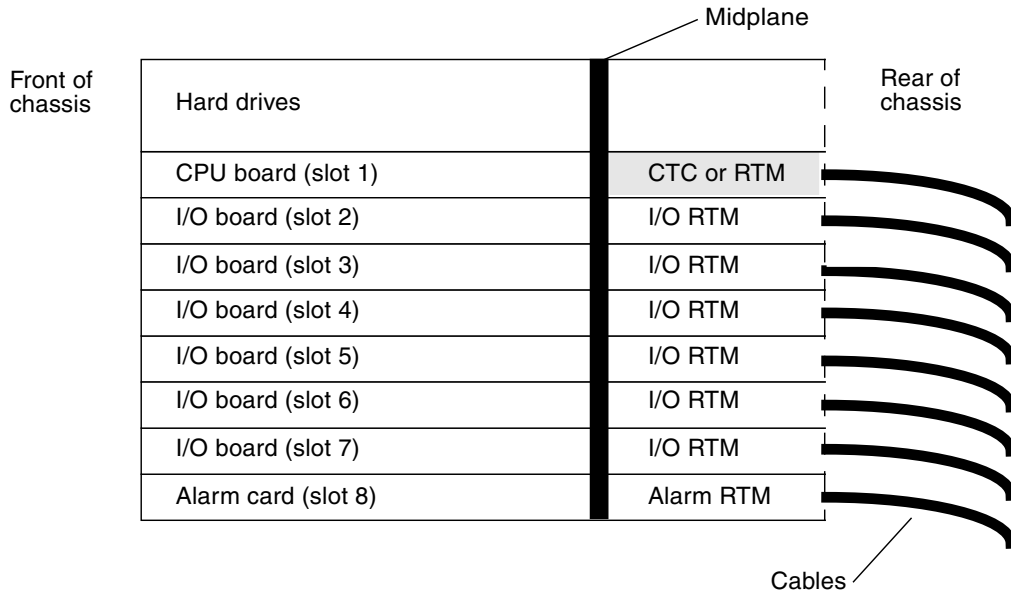 Midplane
Front of
chassis
Rear of
chassis
Hard drives
CPU board (slot 1)
CTC or RTM
I/O board (slot 2)
I/O RTM
I/O board (slot 3)
I/O RTM
I/O board (slot 4)
I/O RTM
I/O board (slot 5)
I/O RTM
I/O board (slot 6)
I/O RTM
I/O board (slot 7)
I/O RTM
Alarm card (slot 8)
Alarm RTM
Cables